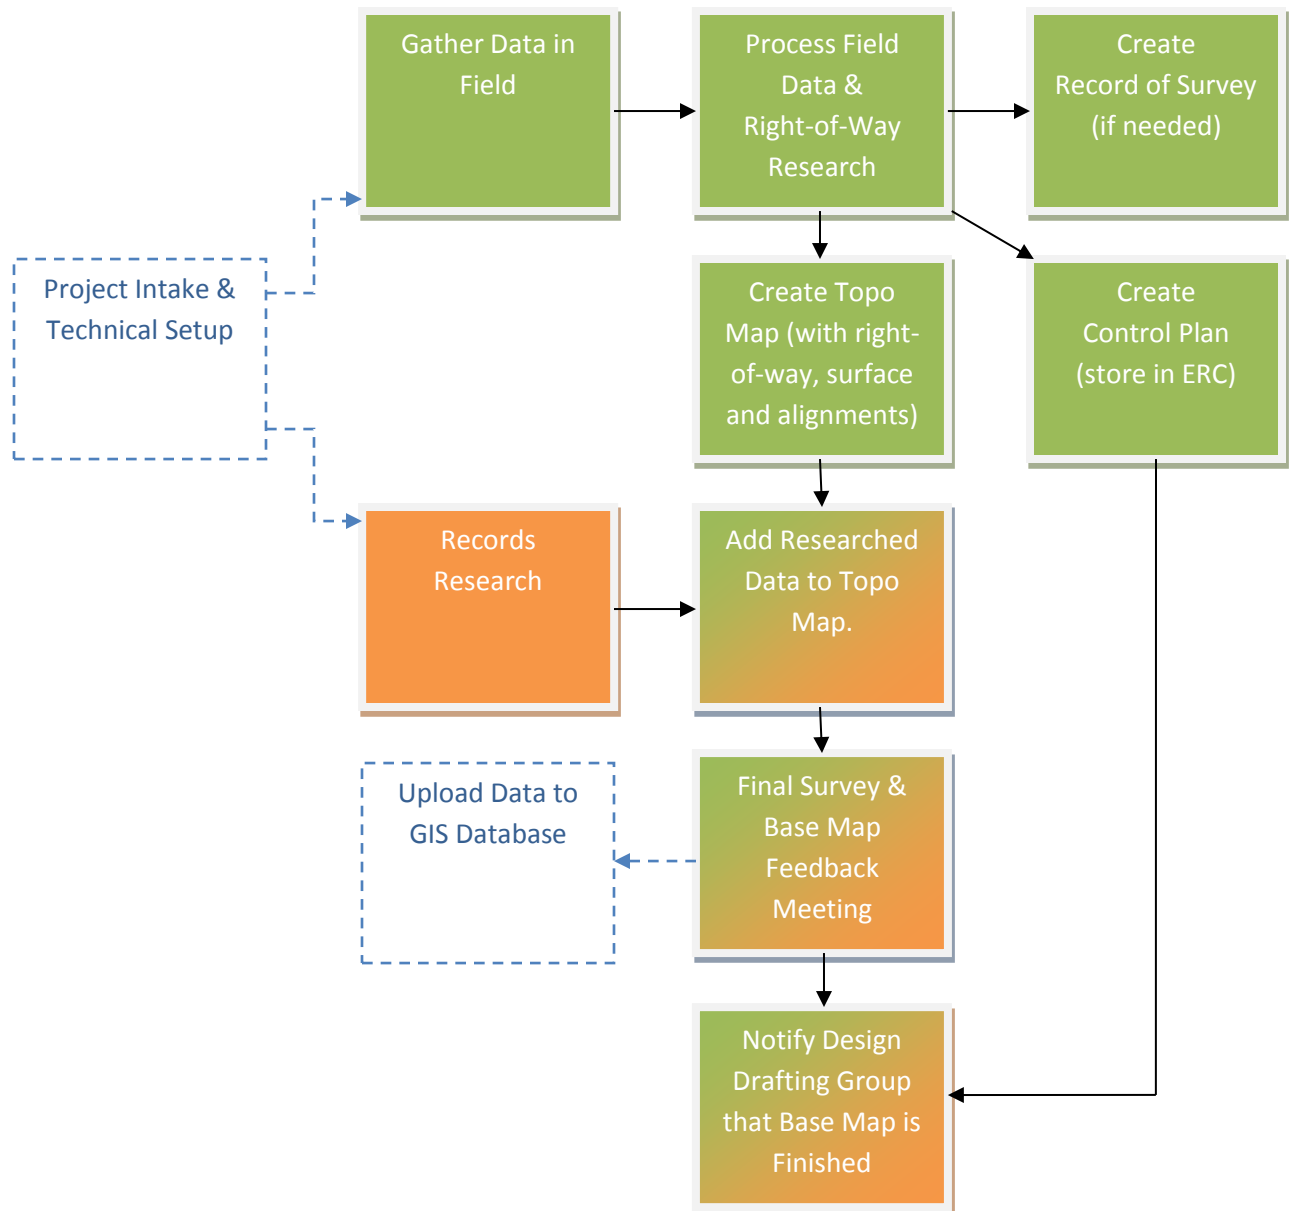 Gather Data in
Field
Process Field
Data &
Right-of-Way
Research
Create
Record of Survey
(if needed)
Project Intake &
Technical Setup
Create Topo
Map (with right-
of-way, surface
and alignments)
Create
Control Plan
(store in ERC)
Records
Research
Add Researched
Data to Topo
Map.
Upload Data to
GIS Database
Final Survey &
Base Map
Feedback
Meeting
Notify Design
Drafting Group
that Base Map is
Finished